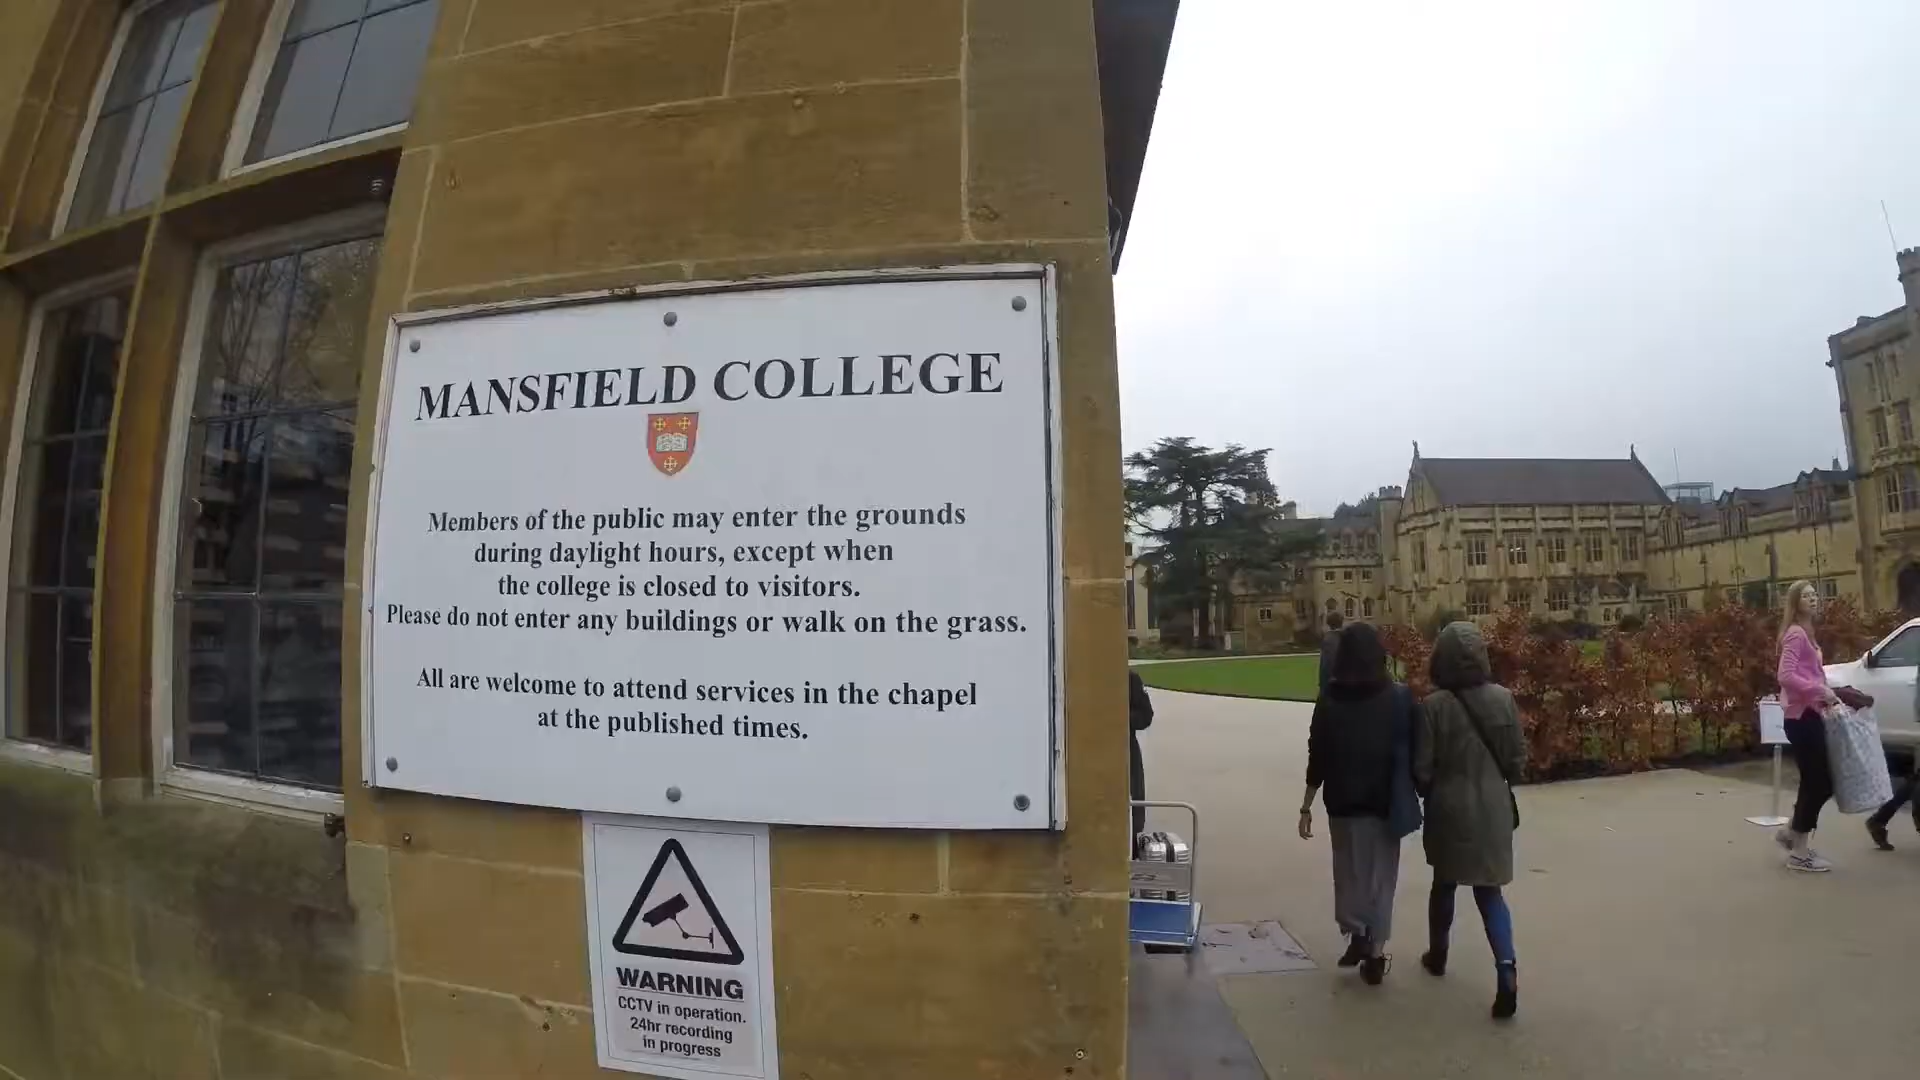 MANSFIELD COLLEGE
Members of the public may enter the grounds
during daylight hours, except when
the college is closed to visitors.
Please do not enter any buildings or walk on the grass.
All are welcome to attend services in the chapel
at the published times.
WARNING
CCTV in operation.
24hr recording
in progress